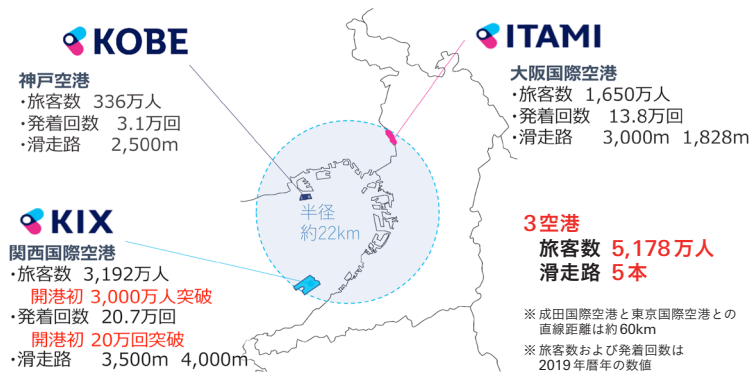 KOBE
神戸空港
・旅客数 336万人
・発着回数 3.1万回
・滑走路 2,500m
ITAMI
大阪国際空港
・旅客数 1,650万人
・発着回数 13.8万回
・滑走路 3,000m 1,828m
半径
約22km
KIX
関西国際空港
・旅客数 3,192万人
開港初 3,000万人突破
・発着回数 20.7万回
開港初 20万回突破
・滑走路 3,500m 4,000m
3空港
旅客数 5,178万人
滑走路 5本
※ 成田国際空港と東京国際空港との
直線距離は約60km
※ 旅客数および発着回数は
2019年暦年の数値